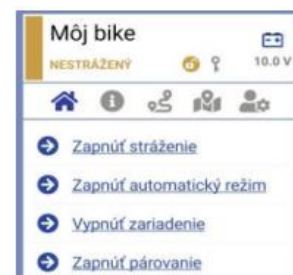 Môj bike
NESTRÁŽENÝ 10.0 V
Zapnúť stráženie
Zapnúť automatický režim
Vypnúť zariadenie
Zapnúť párovanie